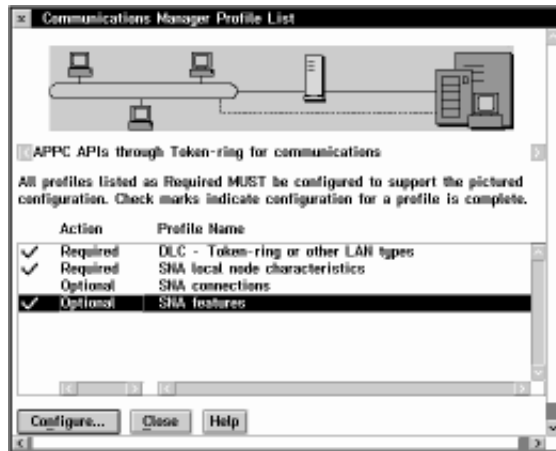 Communications Manager Profile List
APPC APIs through Token-ring for communications
All profiles listed as Required MUST be configured to support the pictured
configuration. Check marks indicate configuration for a profile is complete.
Action Profile Name
Required DLC - Token-ring or other LAN types
Required SNA local node characteristics
Optional SNA connections
Optional SNA features
Configure... Close Help